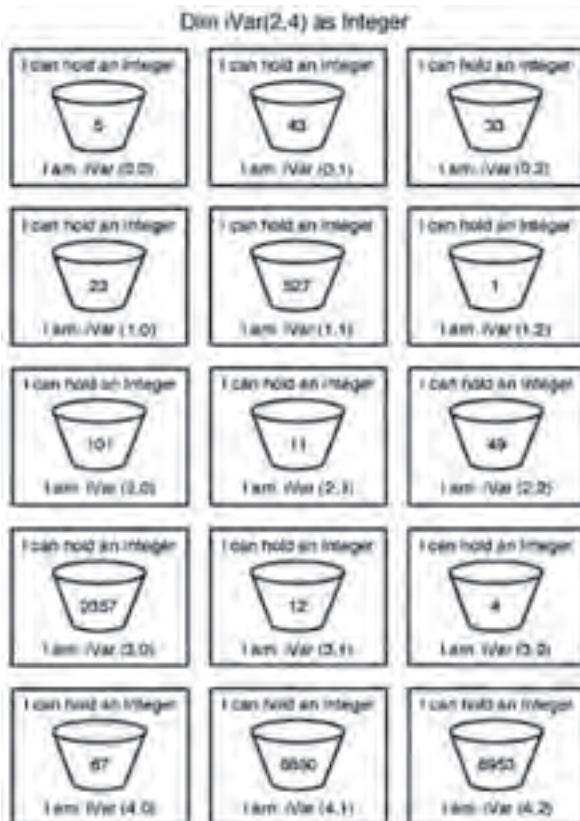 Dim iVar(2,4) as Integer
I can hold an Integer I can hold an Integer I can hold an Integer
5 43 33
I am iVar (0,0) I am iVar (0,1) I am iVar (0,2)
I can hold an Integer I can hold an Integer I can hold an Integer
23 527 1
I am iVar (1,0) I am iVar (1,1) I am iVar (1,2)
I can hold an Integer I can hold an Integer I can hold an Integer
101 11 49
I am iVar (2,0) I am iVar (2,1) I am iVar (2,2)
I can hold an Integer I can hold an Integer I can hold an Integer
12 4
I am iVar (3,0) I am iVar (3,1) I am iVar (3,2)
I can hold an Integer I can hold an Integer I can hold an Integer
67 8953
I am iVar (4,0) I am iVar (4,1) I am iVar (4,2)